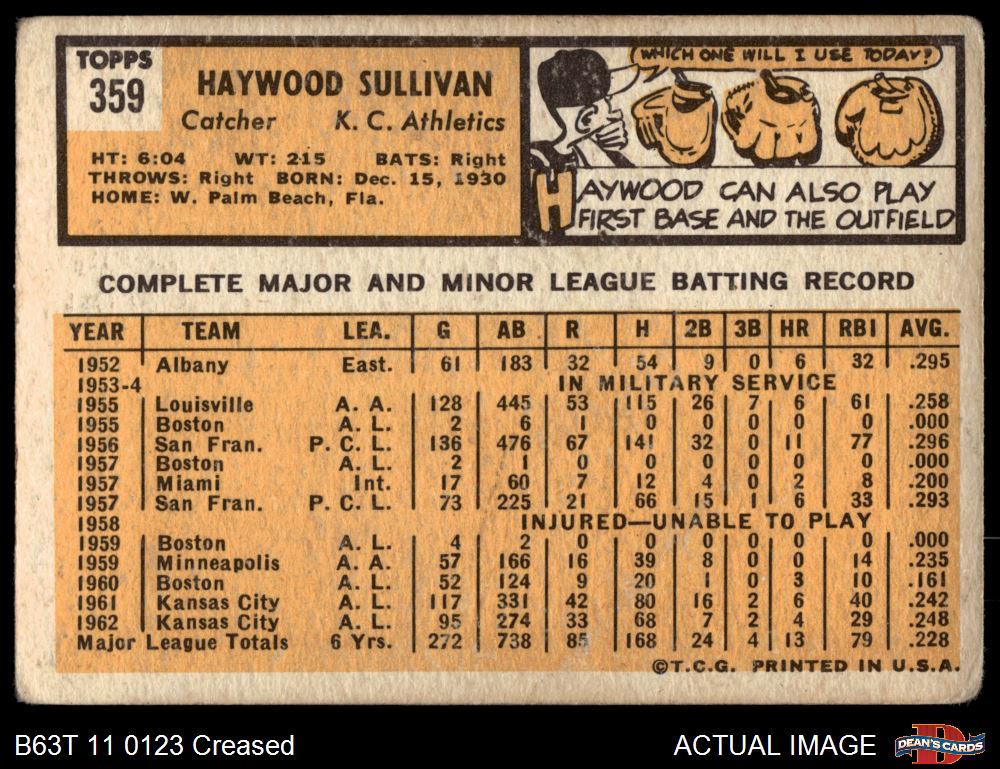 TOPPS
359
HAYWOOD SULLIVAN
Catcher K. C. Athletics
HT: 6:04 WT: 215 BATS: Right
THROWS: Right BORN: Dec. 15, 1930
HOME: W. Palm Beach, Fla.
WHICH ONE WILL I USE TODAY?
HAYWOOD CAN ALSO PLAY
FIRST BASE AND THE OUTFIELD
COMPLETE MAJOR AND MINOR LEAGUE BATTING RECORD
YEAR TEAM LEA. G AB R H 2B 3B HR RBI AVG.
1952 Albany East. 61 183 32 54 9 0 6 32 .295
1953-4 IN MILITARY SERVICE
1955 Louisville A. A. 128 445 53 115 26 7 6 61 .258
1955 Boston A. L. 2 6 1 0 0 0 0 0 .000
1956 San Fran. P. C. L. 136 476 67 141 32 0 11 77 .296
1957 Boston A. L. 2 1 0 0 0 0 0 0 .000
1957 Miami Int. 17 60 7 12 4 0 2 8 .200
1957 San Fran. P. C. L. 73 225 21 66 15 1 6 33 .293
1958 INJURED—UNABLE TO PLAY
1959 Boston A. L. 4 2 0 0 0 0 0 0 .000
1959 Minneapolis A. A. 57 166 16 39 8 0 0 14 .235
1960 Boston A. L. 52 124 9 20 1 0 3 10 .161
1961 Kansas City A. L. 117 331 42 80 16 2 6 40 .242
1962 Kansas City A. L. 95 274 33 68 7 2 4 29 .248
Major League Totals 6 Yrs. 272 738 85 168 24 4 13 79 .228
©T.C.G. PRINTED IN U.S.A.
B63T 11 0123 Creased
ACTUAL IMAGE
DEAN'S CARDS